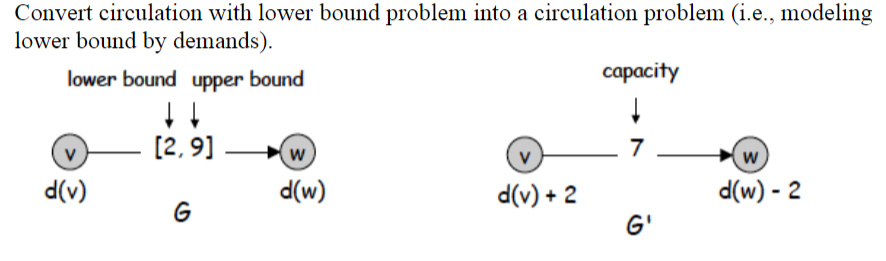 Convert circulation with lower bound problem into a circulation problem (i.e., modeling
lower bound by demands).
lower bound upper bound
capacity
v [2, 9] w
v 7 w
d(v) d(w)
d(v) + 2 d(w) - 2
G
G'